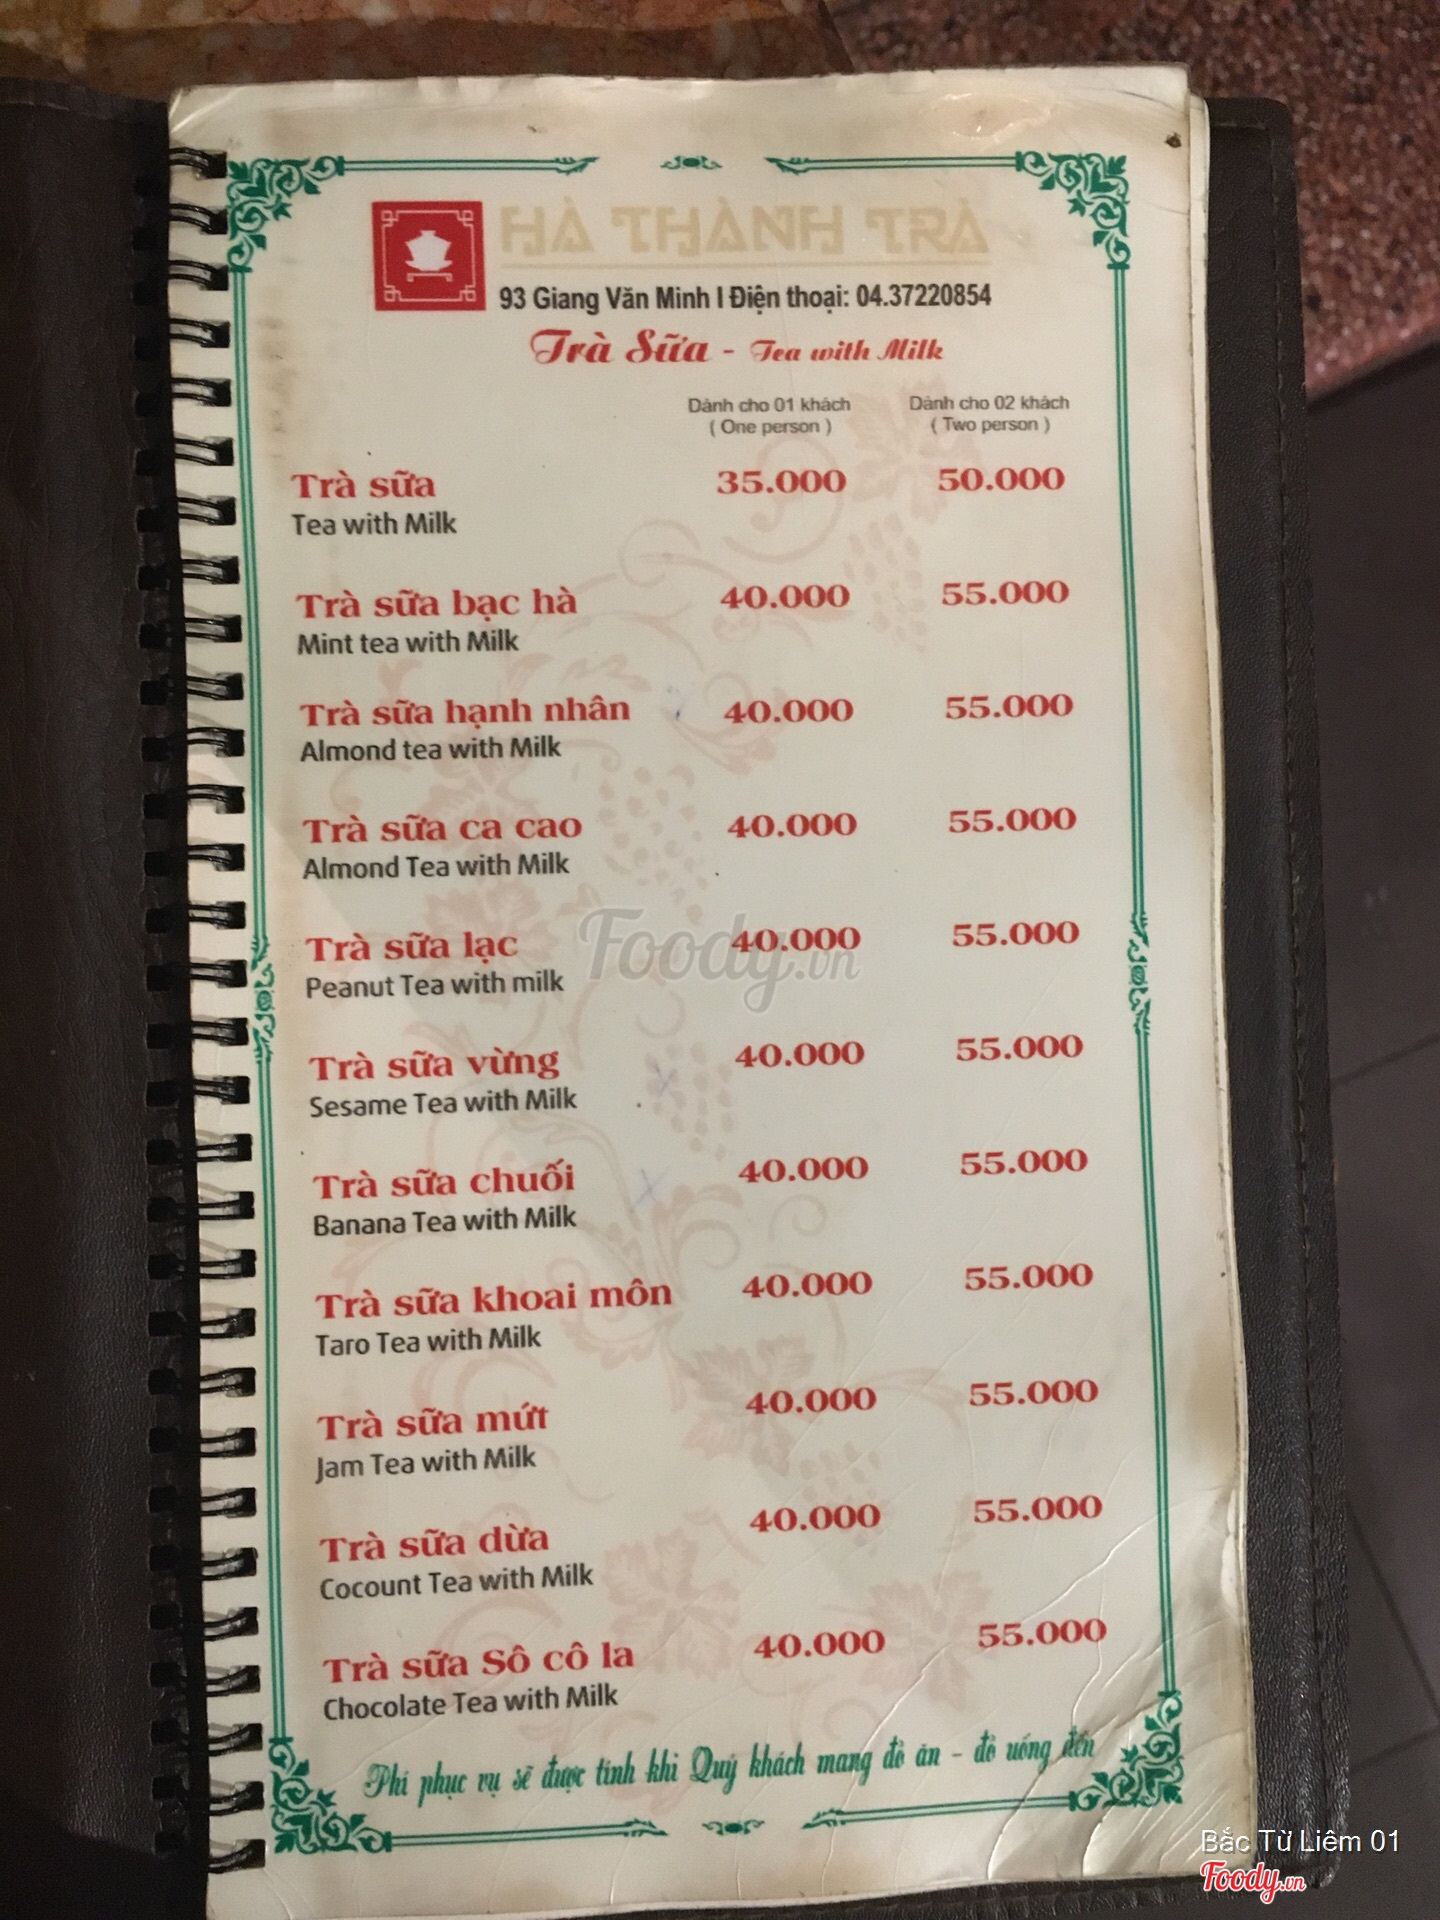 HÀ THÀNH TRÀ
93 Giang Văn Minh I Điện thoại: 04.37220854
Trà Sữa - Tea with Milk
Dành cho 01 khách Dành cho 02 khách
( One person ) ( Two person )
Trà sữa 35.000 50.000
Tea with Milk
Trà sữa bạc hà 40.000 55.000
Mint tea with Milk
Trà sữa hạnh nhân 40.000 55.000
Almond tea with Milk
Trà sữa ca cao 40.000 55.000
Almond Tea with Milk
Trà sữa lạc 40.000 55.000
Peanut Tea with milk
Foody.vn
Trà sữa vừng 40.000 55.000
Sesame Tea with Milk
Trà sữa chuối 40.000 55.000
Banana Tea with Milk
Trà sữa khoai môn 40.000 55.000
Taro Tea with Milk
Trà sữa mứt 40.000 55.000
Jam Tea with Milk
Trà sữa dừa 40.000 55.000
Cocount Tea with Milk
Trà sữa Sô cô la 40.000 55.000
Chocolate Tea with Milk
Phí phục vụ sẽ được tính khi Quý khách mang đồ ăn - đồ uống đến
Bắc Từ Liêm 01
Foody.vn